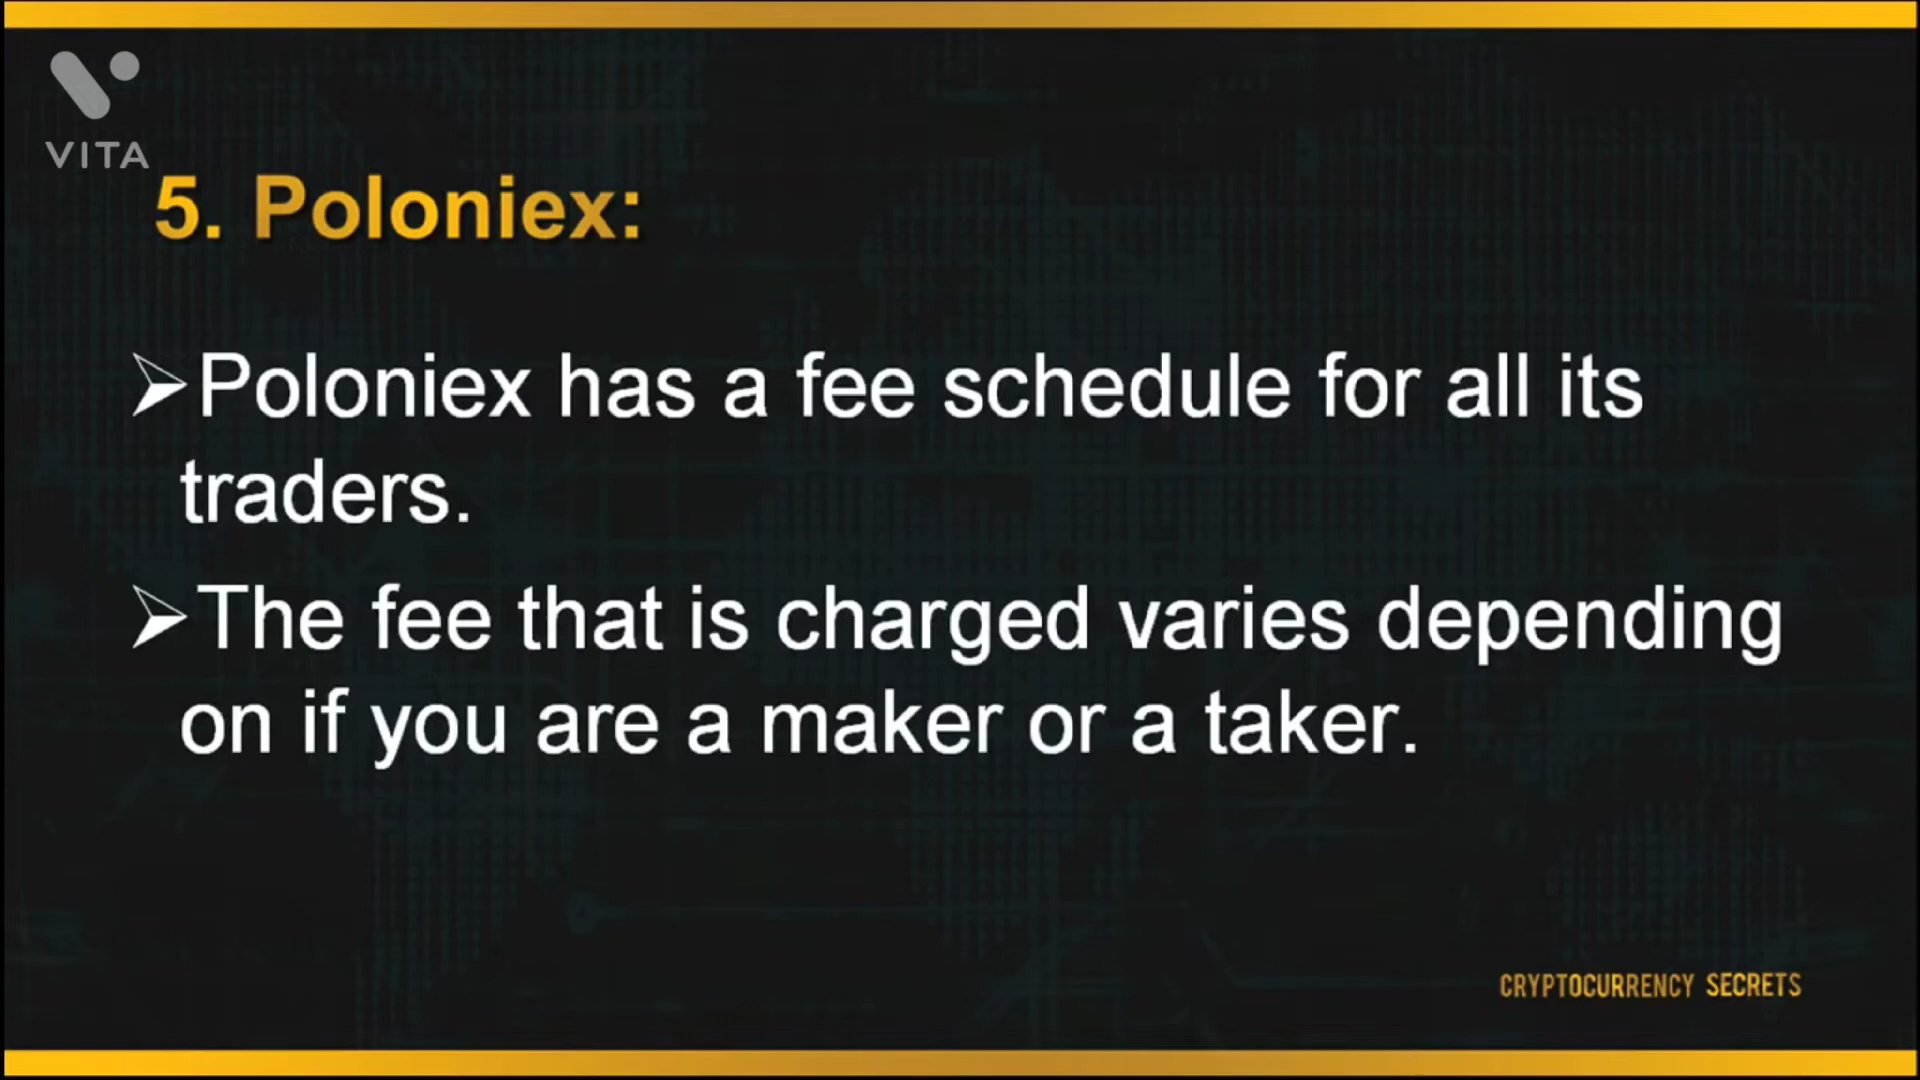 VITA
5. Poloniex:
➢Poloniex has a fee schedule for all its
traders.
➢The fee that is charged varies depending
on if you are a maker or a taker.
CRYPTOCURRENCY SECRETS